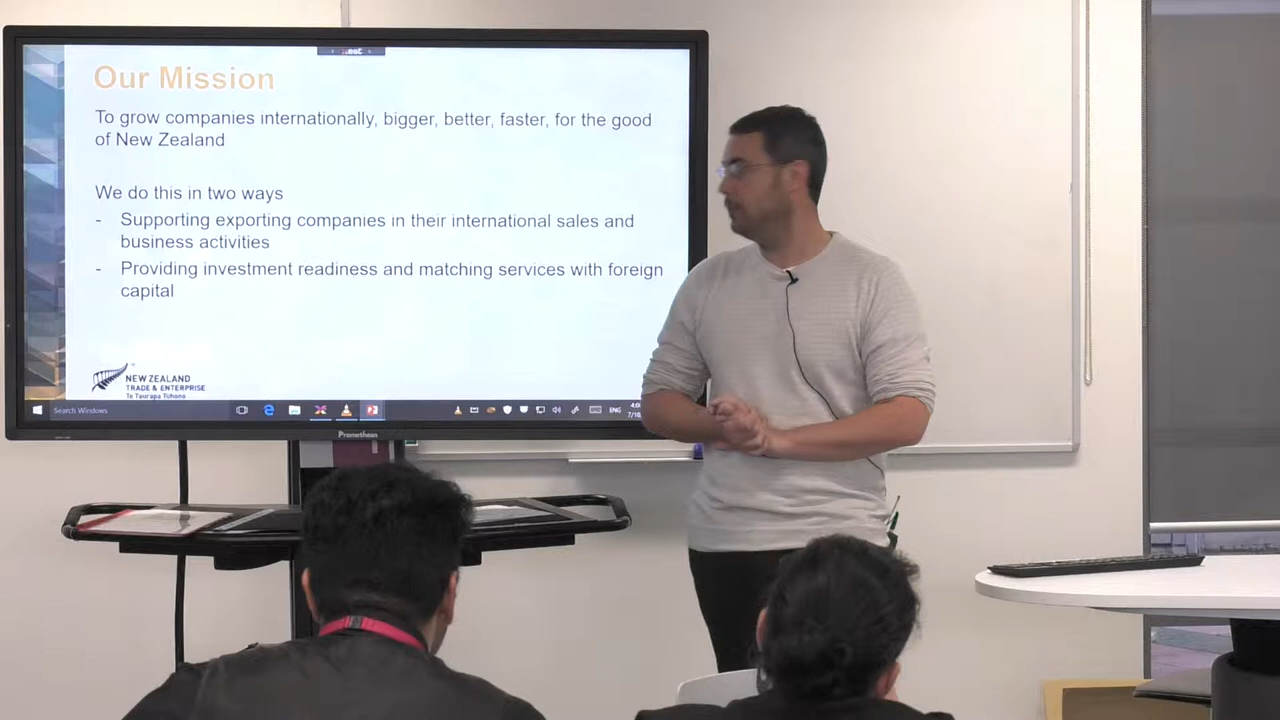 Our Mission
To grow companies internationally, bigger, better, faster, for the good
of New Zealand
We do this in two ways
- Supporting exporting companies in their international sales and
business activities
- Providing investment readiness and matching services with foreign
capital
NEW ZEALAND
TRADE & ENTERPRISE
Te Taurapa Tūhono
Search Windows
ENG
Promethean